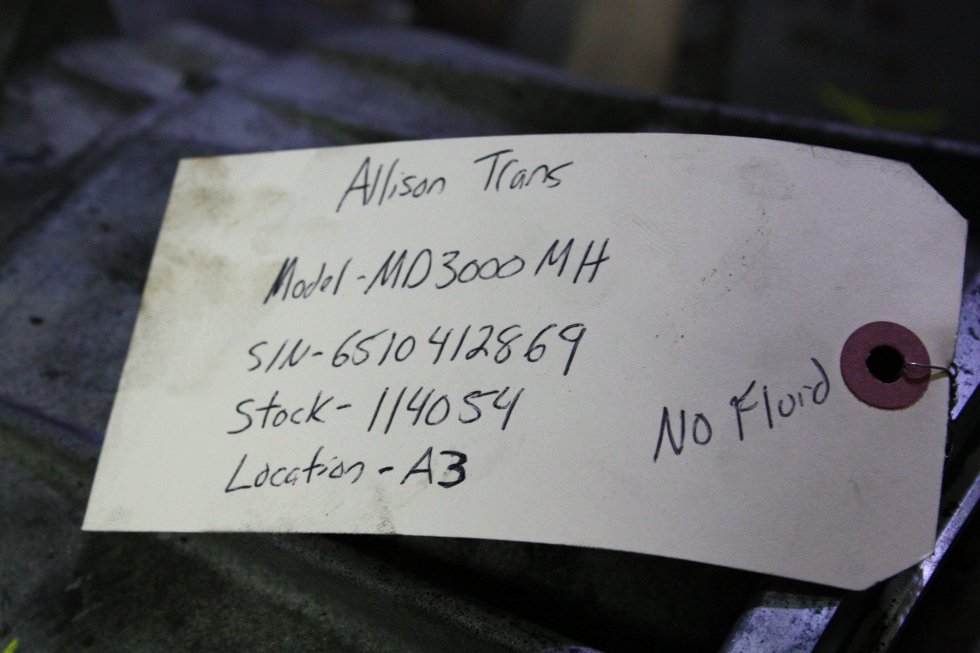 Allison Trans
Model-MD3000MH
S/N-6510412869
Stock-114054
Location-A3
No Fluid